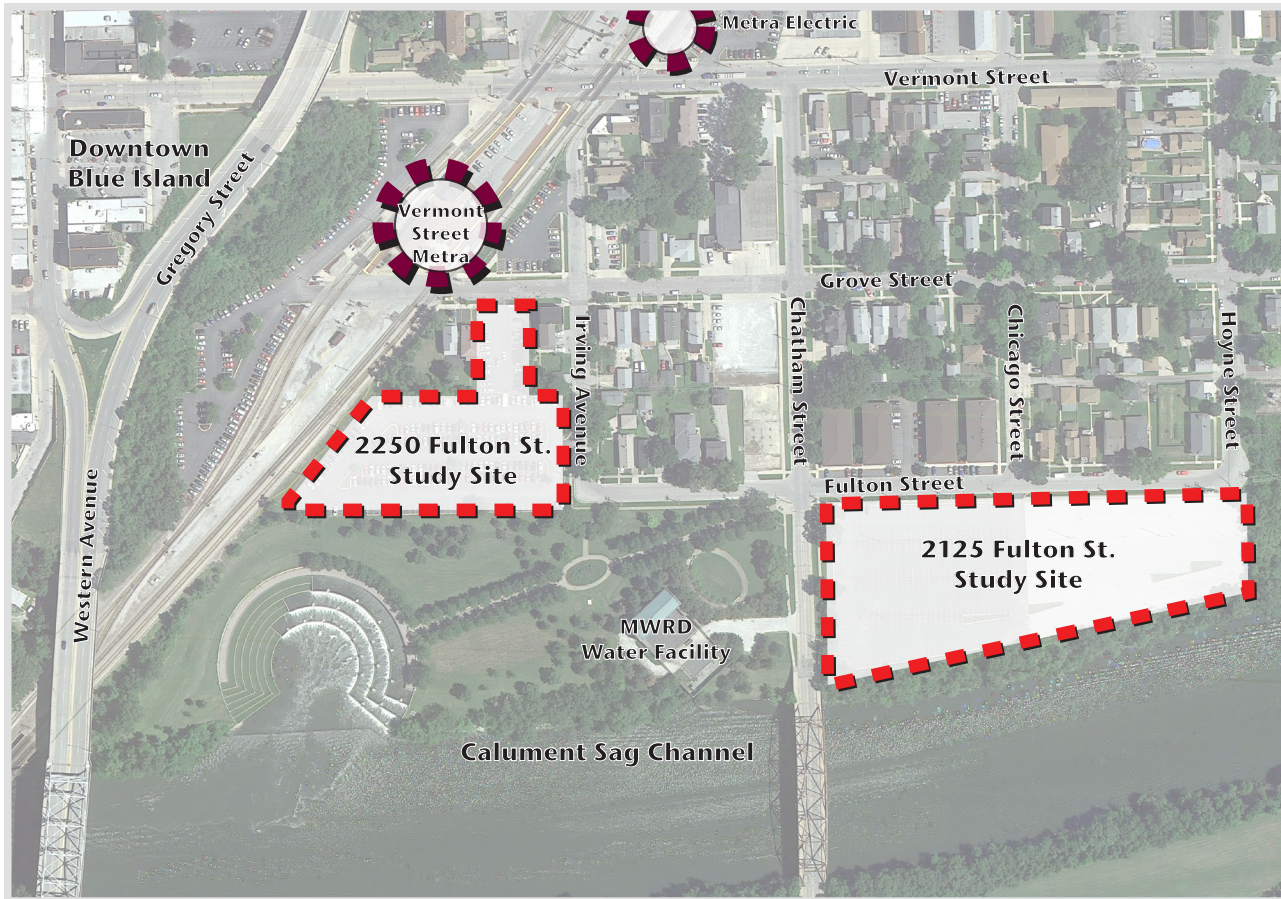 Metra Electric
Vermont Street
Downtown
Blue Island
Gregory Street
Vermont
Street
Metra
Grove Street
Irving Avenue
Chatham Street
Chicago Street
Hoyne Street
2250 Fulton St.
Study Site
Fulton Street
Western Avenue
2125 Fulton St.
Study Site
MWRD
Water Facility
Calument Sag Channel